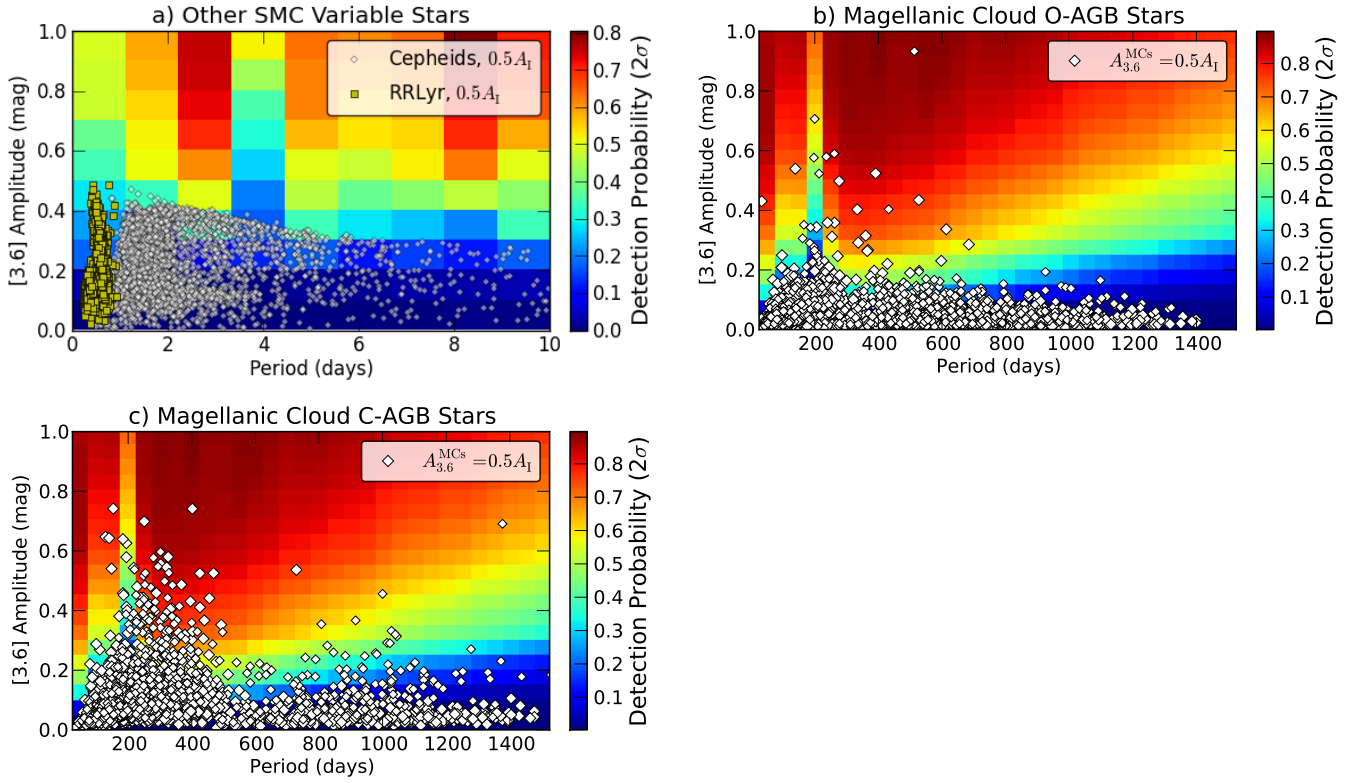 a) Other SMC Variable Stars
[3.6] Amplitude (mag)
1.0
0.8
0.6
0.4
0.2
0.0
Cepheids, 0.5A_I
RRLyr, 0.5A_I
0 2 4 6 8 10
Period (days)
0.8
0.7
0.6
0.5
0.4
0.3
0.2
0.1
0.0
Detection Probability (2σ)
b) Magellanic Cloud O-AGB Stars
[3.6] Amplitude (mag)
1.0
0.8
0.6
0.4
0.2
0.0
A_{3.6}^{MCs} =0.5A_I
200 400 600 800 1000 1200 1400
Period (days)
0.8
0.7
0.6
0.5
0.4
0.3
0.2
0.1
Detection Probability (2σ)
c) Magellanic Cloud C-AGB Stars
[3.6] Amplitude (mag)
1.0
0.8
0.6
0.4
0.2
0.0
A_{3.6}^{MCs} =0.5A_I
200 400 600 800 1000 1200 1400
Period (days)
0.8
0.7
0.6
0.5
0.4
0.3
0.2
0.1
Detection Probability (2σ)